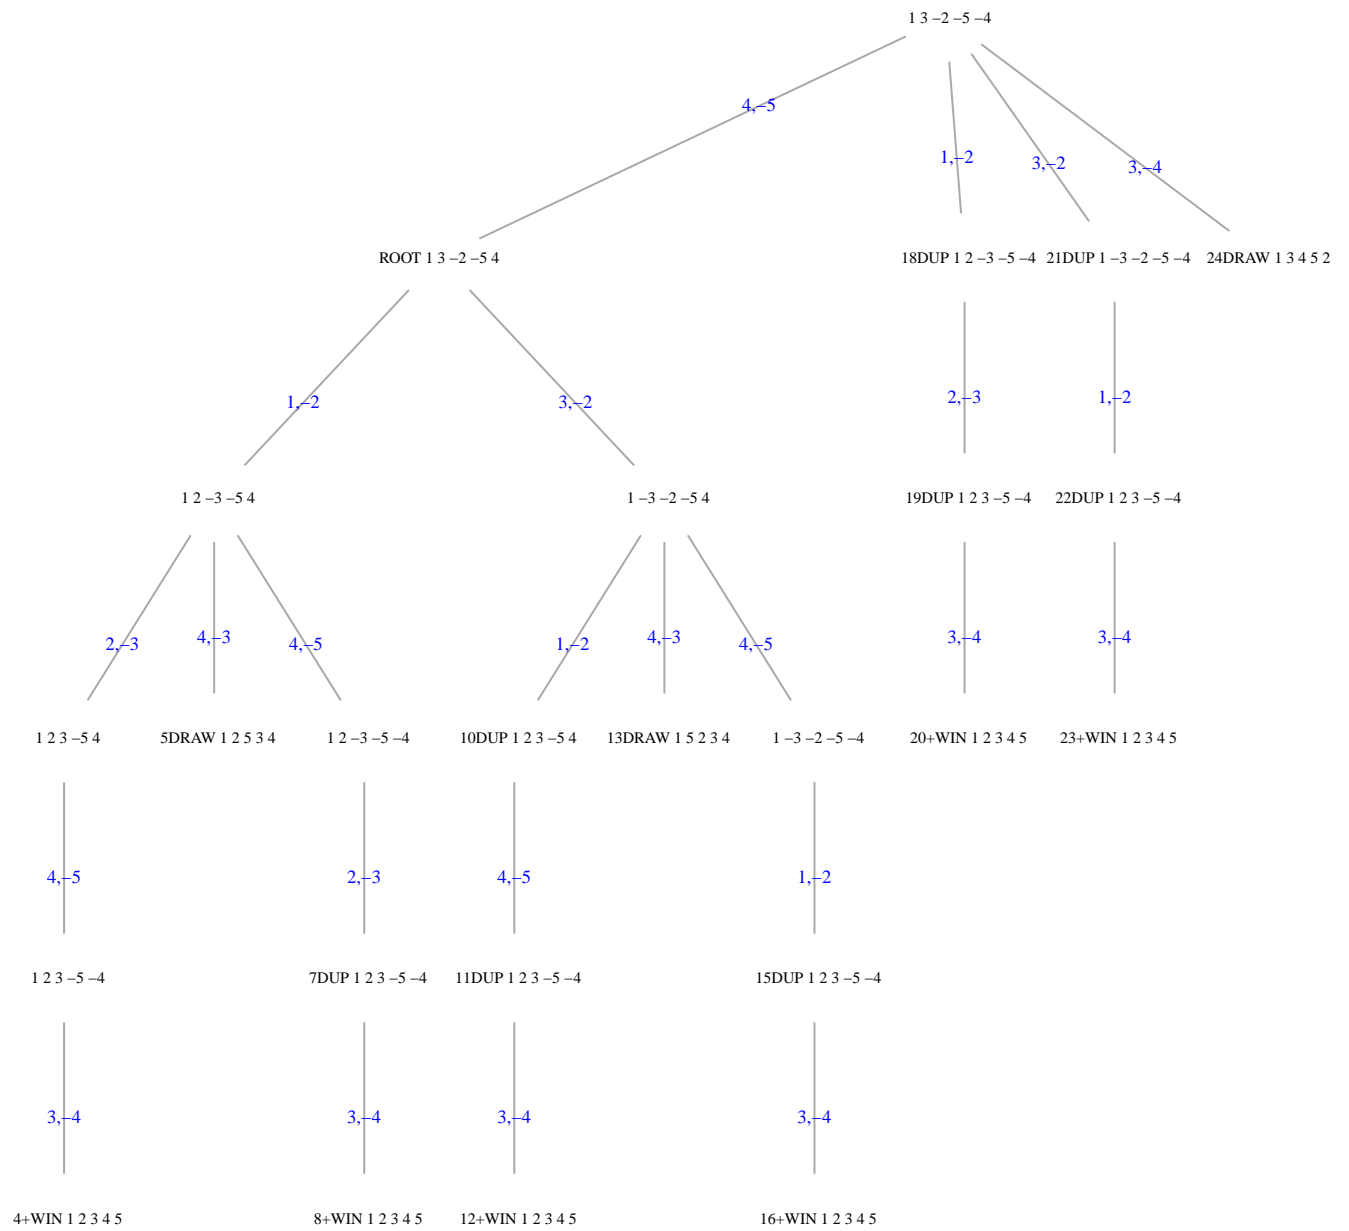 1 3 –2 –5 –4
4,–5
1,–2
3,–2
3,–4
ROOT 1 3 –2 –5 4
18DUP 1 2 –3 –5 –4
21DUP 1 –3 –2 –5 –4
24DRAW 1 3 4 5 2
1,–2
3,–2
2,–3
1,–2
1 2 –3 –5 4
1 –3 –2 –5 4
19DUP 1 2 3 –5 –4
22DUP 1 2 3 –5 –4
2,–3
4,–3
4,–5
1,–2
4,–3
4,–5
3,–4
3,–4
1 2 3 –5 4
5DRAW 1 2 5 3 4
1 2 –3 –5 –4
10DUP 1 2 3 –5 4
13DRAW 1 5 2 3 4
1 –3 –2 –5 –4
20+WIN 1 2 3 4 5
23+WIN 1 2 3 4 5
4,–5
2,–3
4,–5
1,–2
1 2 3 –5 –4
7DUP 1 2 3 –5 –4
11DUP 1 2 3 –5 –4
15DUP 1 2 3 –5 –4
3,–4
3,–4
3,–4
3,–4
4+WIN 1 2 3 4 5
8+WIN 1 2 3 4 5
12+WIN 1 2 3 4 5
16+WIN 1 2 3 4 5